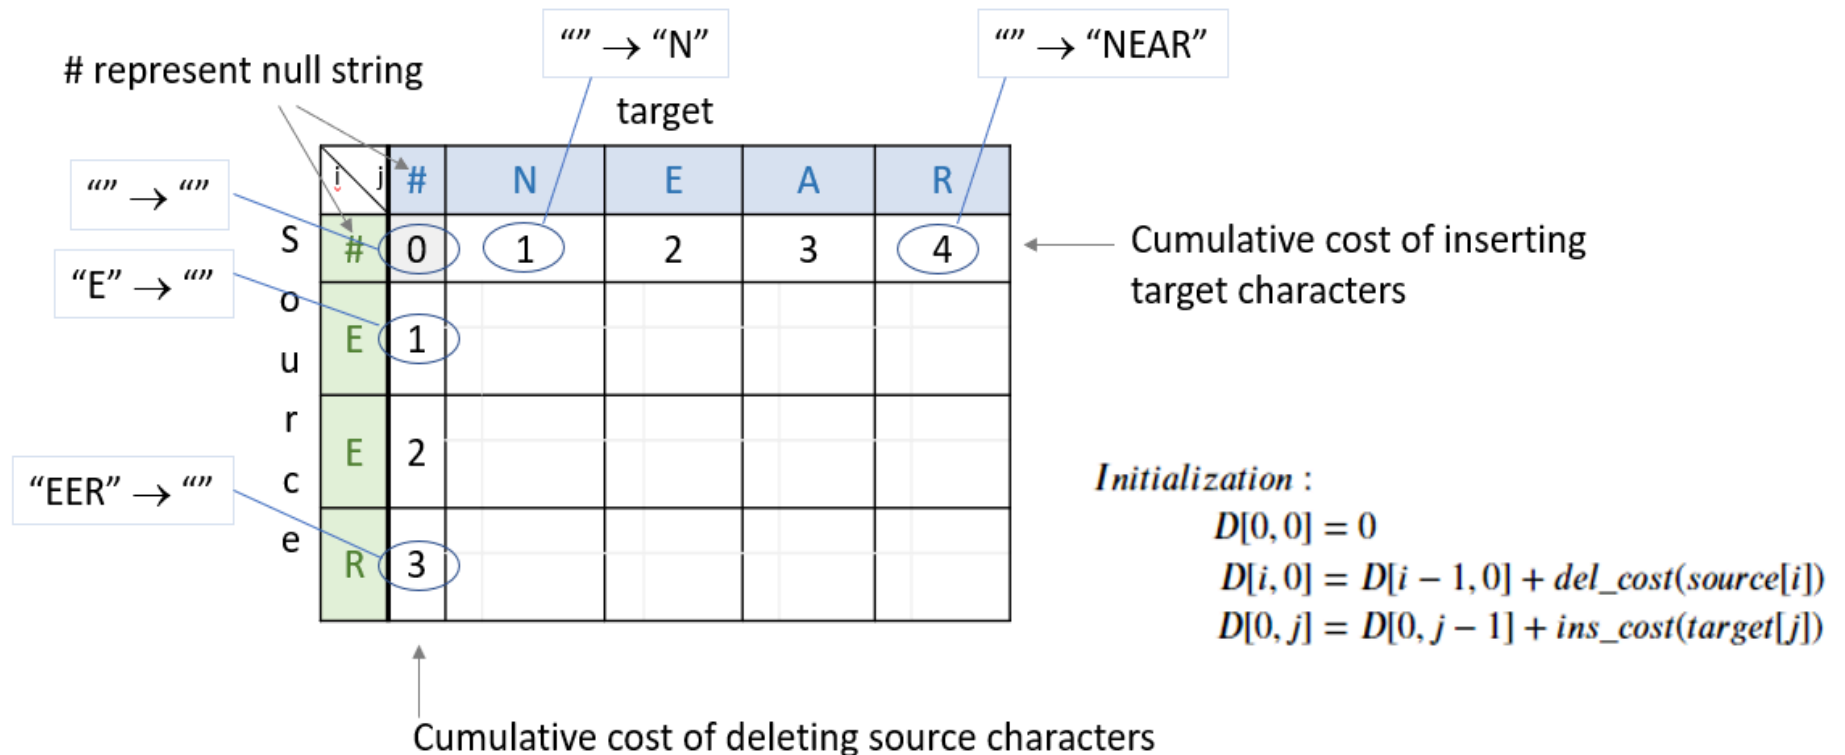 “” → “N”
“” → “NEAR”
# represent null string
target
i j # N E A R
“” → “”
# 0 1 2 3 4
Cumulative cost of inserting
target characters
“E” → “”
E 1
E 2
“EER” → “”
R 3
Source
Initialization :
D[0, 0] = 0
D[i, 0] = D[i − 1, 0] + del_cost(source[i])
D[0, j] = D[0, j − 1] + ins_cost(target[j])
Cumulative cost of deleting source characters